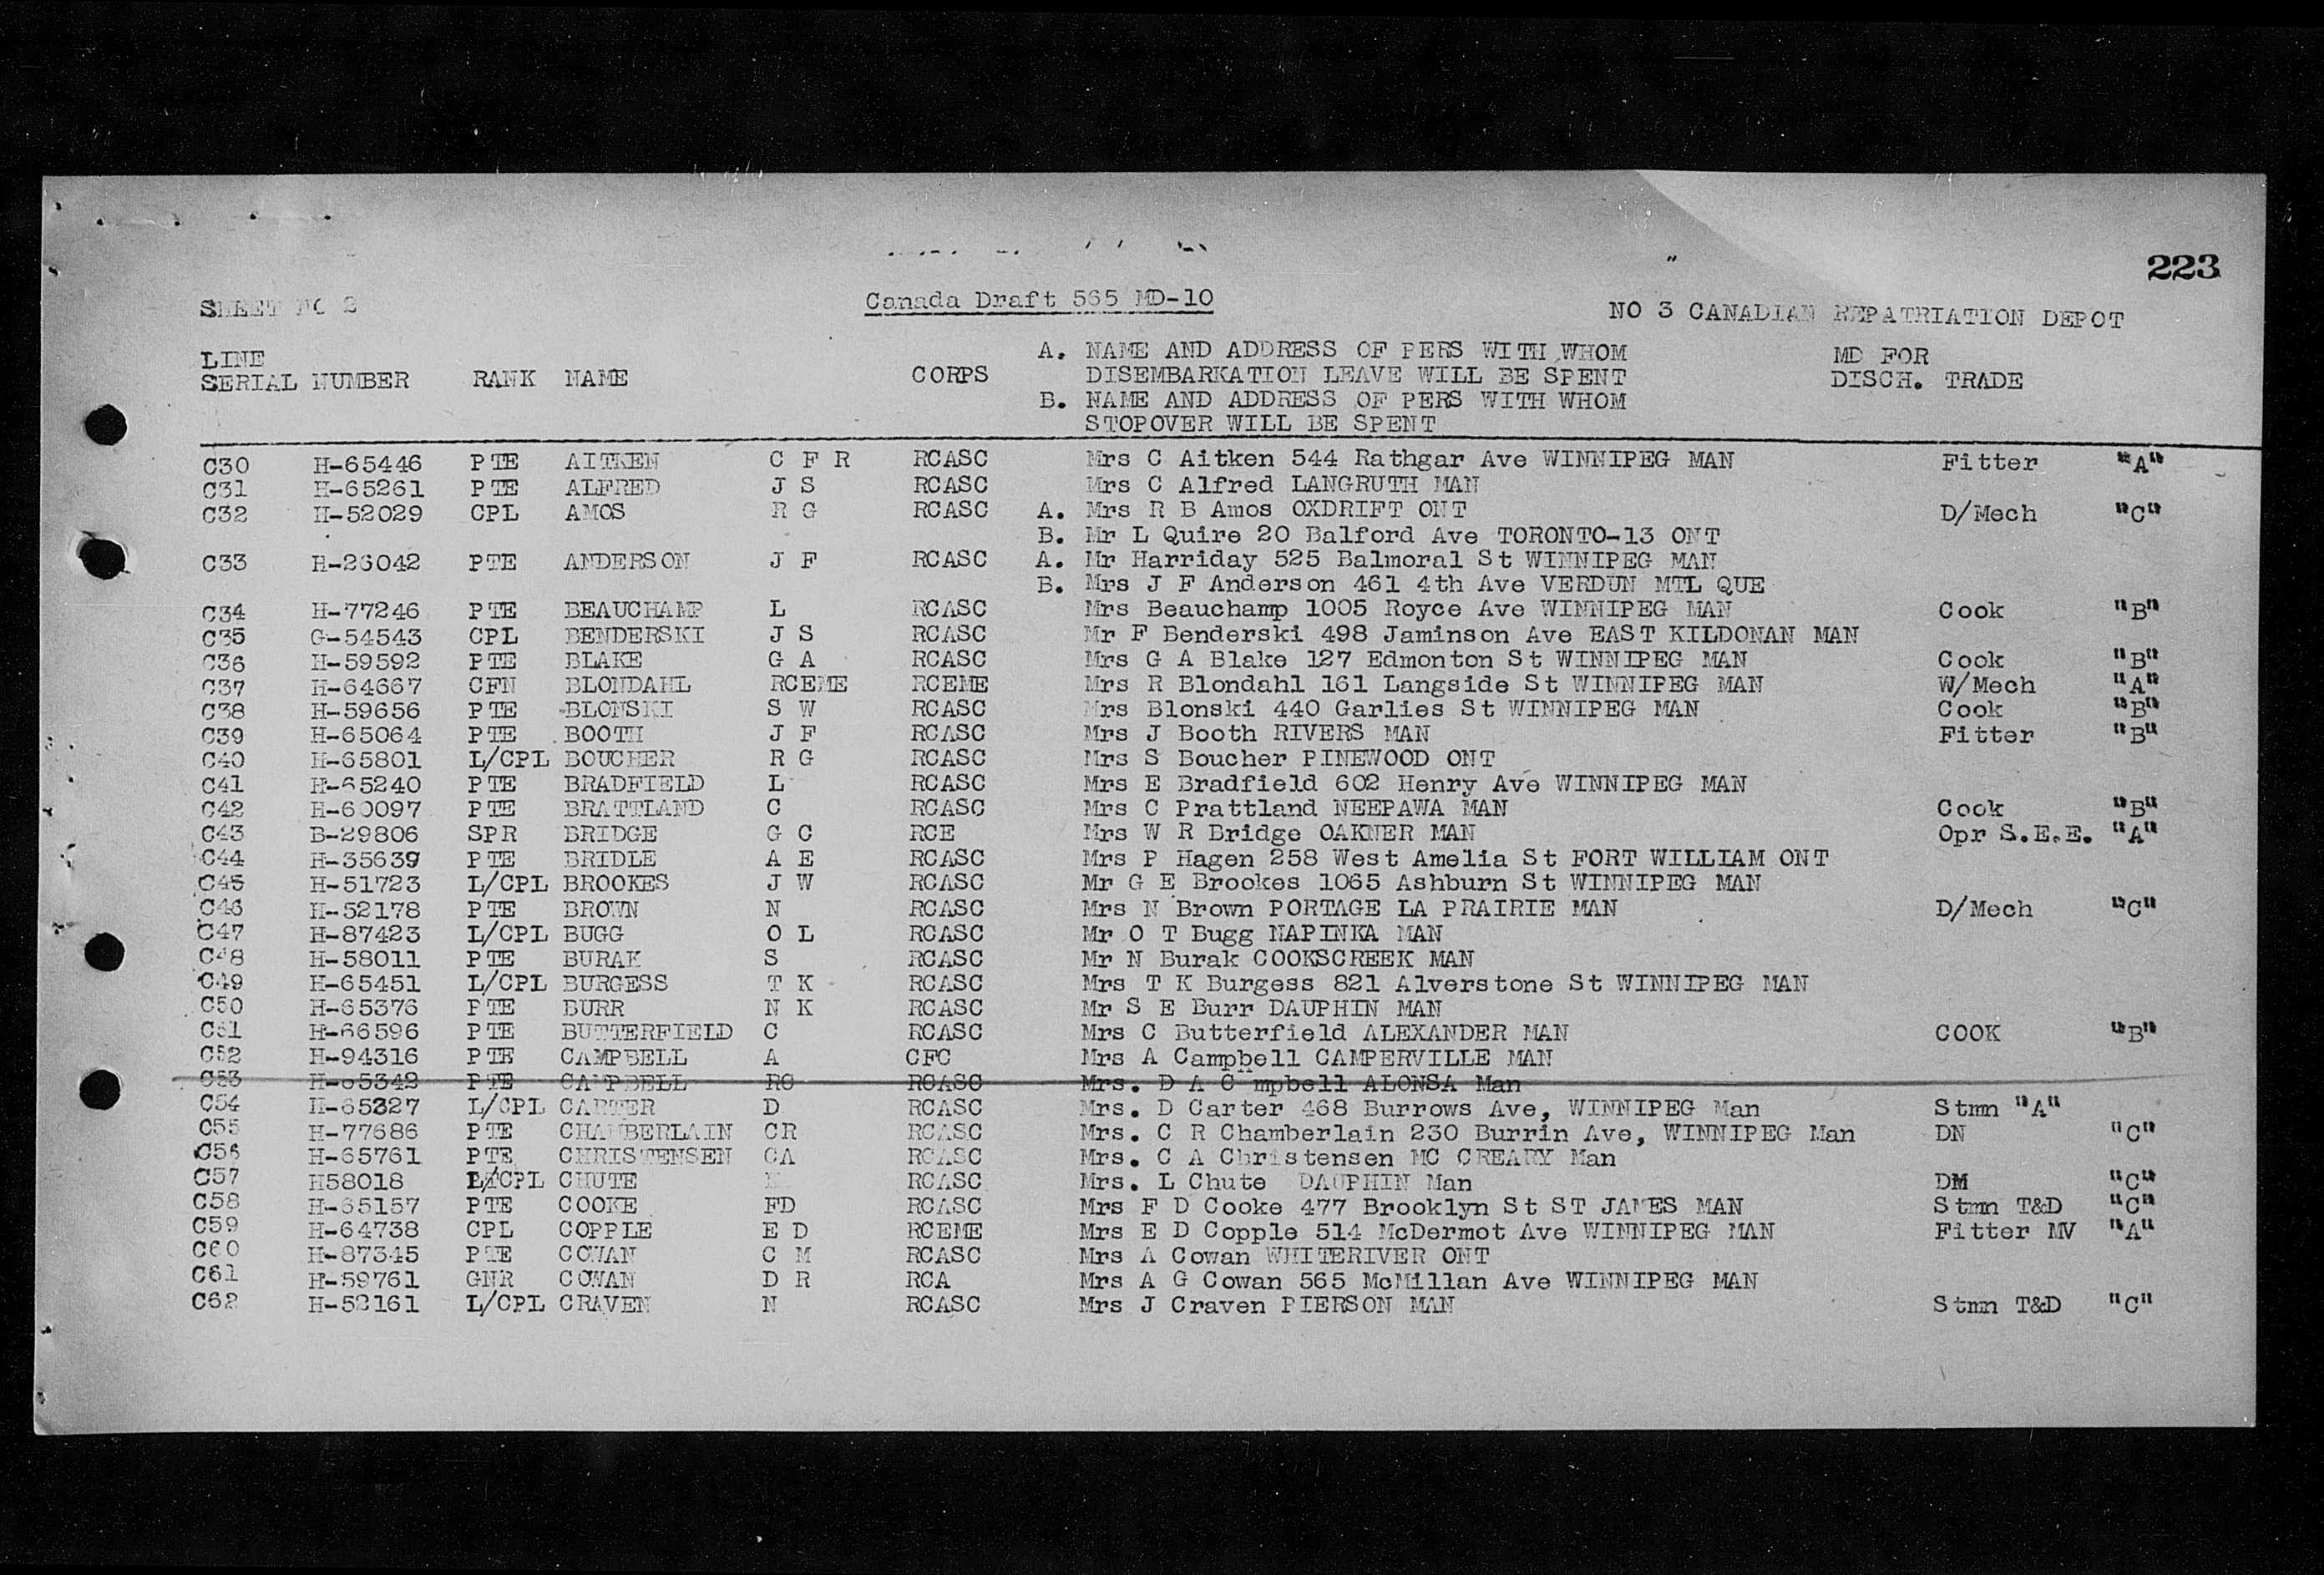 223
SHEET NO 2 Canada Draft 565 MD-10 NO 3 CANADIAN REPATRIATION DEPOT
LINE A. NAME AND ADDRESS OF PERS WITH WHOM MD FOR
SERIAL NUMBER RANK NAME CORPS DISEMBARKATION LEAVE WILL BE SPENT DISCH. TRADE
B. NAME AND ADDRESS OF PERS WITH WHOM
STOPOVER WILL BE SPENT
C30 H-65446 PTE AITKEN C F R RCASC Mrs C Aitken 544 Rathgar Ave WINNIPEG MAN Fitter "A"
C31 H-65261 PTE ALFRED J S RCASC Mrs C Alfred LANGRUTH MAN
C32 H-52029 CPL AMOS R G RCASC A. Mrs R B Amos OXDRIFT ONT D/Mech "C"
B. Mr L Quire 20 Balford Ave TORONTO-13 ONT
C33 H-26042 PTE ANDERSON J F RCASC A. Mr Harriday 525 Balmoral St WINNIPEG MAN
B. Mrs J F Anderson 461 4th Ave VERDUN MTL QUE
C34 H-77246 PTE BEAUCHAMP L RCASC Mrs Beauchamp 1005 Royce Ave WINNIPEG MAN Cook "B"
C35 G-54543 CPL BENDERSKI J S RCASC Mr F Benderski 498 Jaminson Ave EAST KILDONAN MAN
C36 H-59592 PTE BLAKE G A RCASC Mrs G A Blake 127 Edmonton St WINNIPEG MAN Cook "B"
C37 H-64667 CFN BLONDAHL RCEME RCEME Mrs R Blondahl 161 Langside St WINNIPEG MAN W/Mech "A"
C38 H-59656 PTE BLONSKI S W RCASC Mrs Blonski 440 Garlies St WINNIPEG MAN Cook "B"
C39 H-65064 PTE BOOTH J F RCASC Mrs J Booth RIVERS MAN Fitter "B"
C40 H-65801 L/CPL BOUCHER R G RCASC Mrs S Boucher PINEWOOD ONT
C41 H-65240 PTE BRADFIELD L RCASC Mrs E Bradfield 602 Henry Ave WINNIPEG MAN
C42 H-60097 PTE BRATTLAND C RCASC Mrs C Prattland NEEPAWA MAN Cook "B"
C43 B-29806 SPR BRIDGE G C RCE Mrs W R Bridge OAKNER MAN Opr S.E.E. "A"
C44 H-35639 PTE BRIDLE A E RCASC Mrs P Hagen 258 West Amelia St FORT WILLIAM ONT
C45 H-51723 L/CPL BROOKES J W RCASC Mr G E Brookes 1065 Ashburn St WINNIPEG MAN
C46 H-52178 PTE BROWN N RCASC Mrs N Brown PORTAGE LA PRAIRIE MAN D/Mech "C"
C47 H-87423 L/CPL BUGG O L RCASC Mr O T Bugg NAPINKA MAN
C48 H-58011 PTE BURAK S RCASC Mr N Burak COOKSCREEK MAN
C49 H-65451 L/CPL BURGESS T K RCASC Mrs T K Burgess 821 Alverstone St WINNIPEG MAN
C50 H-65376 PTE BURR N K RCASC Mr S E Burr DAUPHIN MAN
C51 H-66596 PTE BUTTERFIELD C RCASC Mrs C Butterfield ALEXANDER MAN COOK "B"
C52 H-94316 PTE CAMPBELL A CFC Mrs A Campbell CAMPERVILLE MAN
C53 H-65342 PTE CAMPBELL RC RCASC Mrs. D A C mpbell ALONSA Man
C54 H-65327 L/CPL CARTER D RCASC Mrs. D Carter 468 Burrows Ave, WINNIPEG Man Stmn "A"
C55 H-77686 PTE CHAMBERLAIN CR RCASC Mrs. C R Chamberlain 230 Burrin Ave, WINNIPEG Man DN "C"
C56 H-65761 PTE CHRISTENSEN CA RCASC Mrs. C A Christensen MC CREARY Man
C57 H58018 L/CPL CHUTE RCASC Mrs. L Chute DAUPHIN Man DM "C"
C58 H-65157 PTE COOKE FD RCASC Mrs F D Cooke 477 Brooklyn St ST JAMES MAN Stmn T&D "C"
C59 H-64738 CPL COPPLE E D RCEME Mrs E D Copple 514 McDermot Ave WINNIPEG MAN Fitter MV "A"
C60 H-87345 PTE COWAN C M RCASC Mrs A Cowan WHITERIVER ONT
C61 H-59761 GNR COWAN D R RCA Mrs A G Cowan 565 McMillan Ave WINNIPEG MAN
C62 H-52161 L/CPL CRAVEN N RCASC Mrs J Craven PIERSON MAN Stmn T&D "C"